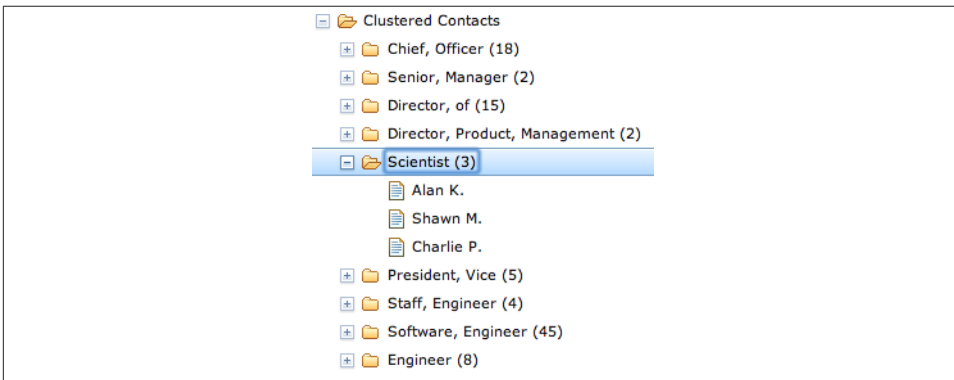 Clustered Contacts
Chief, Officer (18)
Senior, Manager (2)
Director, of (15)
Director, Product, Management (2)
Scientist (3)
Alan K.
Shawn M.
Charlie P.
President, Vice (5)
Staff, Engineer (4)
Software, Engineer (45)
Engineer (8)